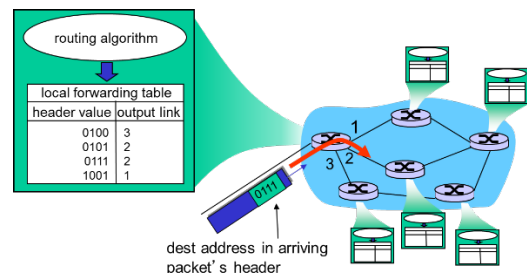 routing algorithm
local forwarding table
header value output link
0100 3
0101 2
0111 2
1001 1
1
2
3
0111
dest address in arriving
packet's header